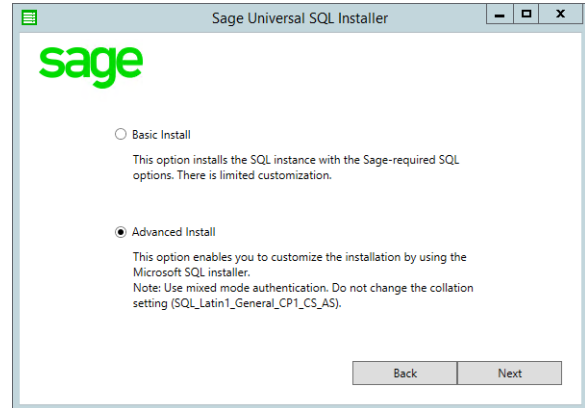 Sage Universal SQL Installer
sage
Basic Install
This option installs the SQL instance with the Sage-required SQL
options. There is limited customization.
Advanced Install
This option enables you to customize the installation by using the
Microsoft SQL installer.
Note: Use mixed mode authentication. Do not change the collation
setting (SQL_Latin1_General_CP1_CS_AS).
Back
Next